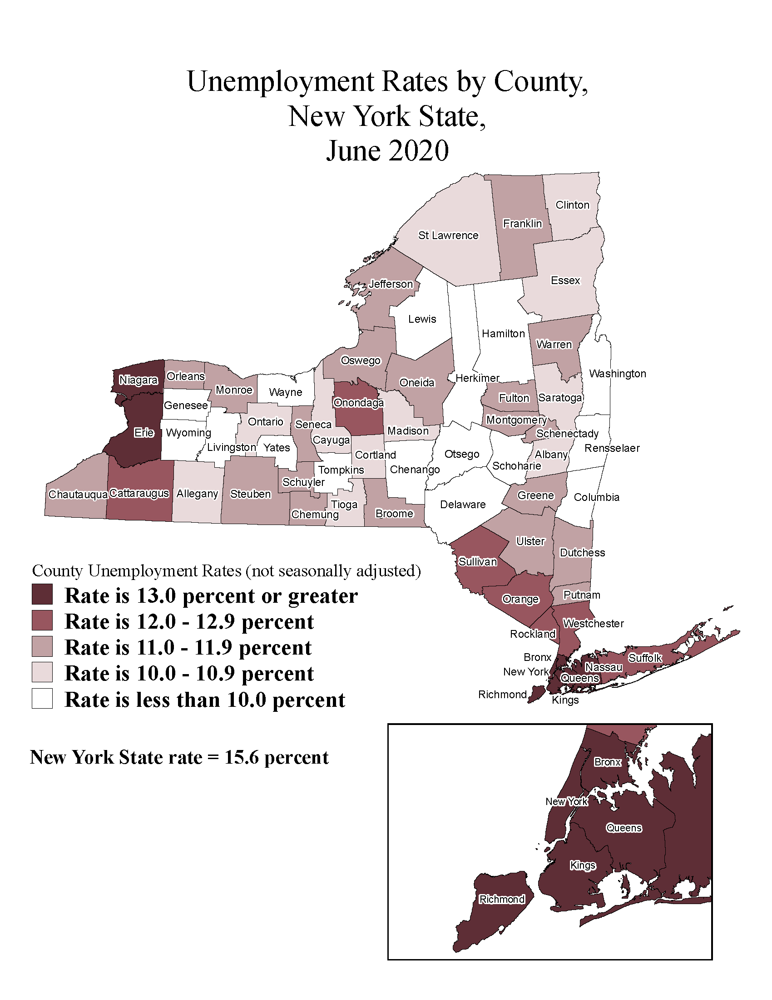 Unemployment Rates by County,
New York State,
June 2020
Clinton
Franklin
St Lawrence
Essex
Jefferson
Lewis
Hamilton
Warren
Oswego
Washington
Orleans
Niagara
Herkimer
Oneida
Monroe
Wayne
Fulton
Saratoga
Onondaga
Genesee
Montgomery
Ontario
Seneca
Madison
Erie
Wyoming
Schenectady
Cayuga
Livingston
Yates
Rensselaer
Cortland
Otsego
Albany
Schoharie
Tompkins
Chenango
Schuyler
Chautauqua
Cattaraugus
Allegany
Steuben
Greene
Columbia
Tioga
Delaware
Chemung
Broome
Ulster
Dutchess
Sullivan
County Unemployment Rates (not seasonally adjusted)
Rate is 13.0 percent or greater
Rate is 12.0 - 12.9 percent
Rate is 11.0 - 11.9 percent
Rate is 10.0 - 10.9 percent
Rate is less than 10.0 percent
Putnam
Orange
Westchester
Rockland
Bronx
Suffolk
Nassau
New York
Queens
Richmond
Kings
New York State rate = 15.6 percent
Bronx
New York
Queens
Kings
Richmond